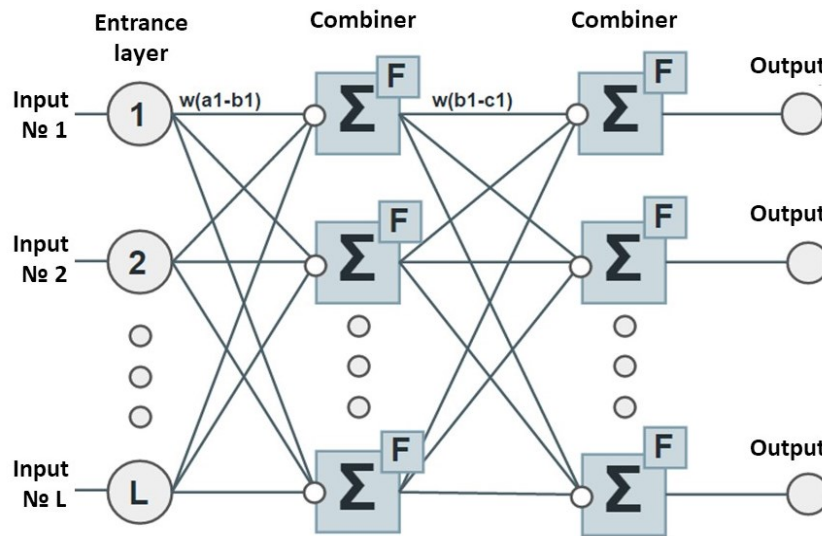 Entrance
layer
Combiner
Combiner
Input
№ 1
1
w(a1-b1)
Σ
F
w(b1-c1)
Σ
F
Output
Input
№ 2
2
Σ
F
Σ
F
Output
Input
№ L
L
Σ
F
Σ
F
Output